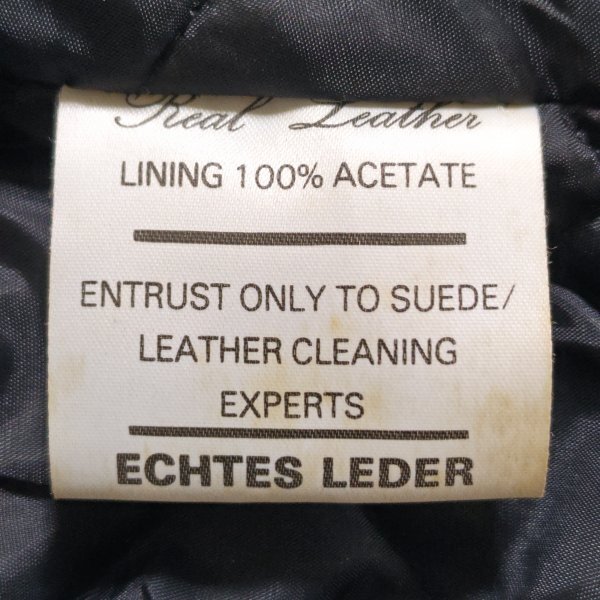 Real Leather
LINING 100% ACETATE
ENTRUST ONLY TO SUEDE/
LEATHER CLEANING
EXPERTS
ECHTES LEDER